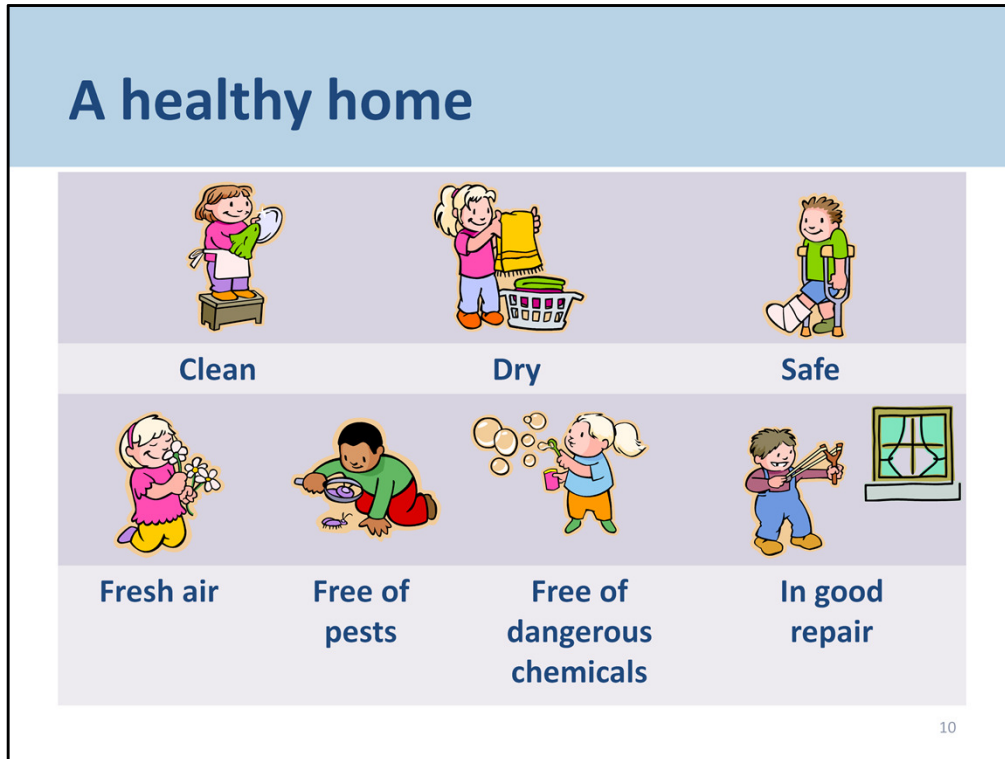 A healthy home
Clean
Dry
Safe
Fresh air
Free of
pests
Free of
dangerous
chemicals
In good
repair
10